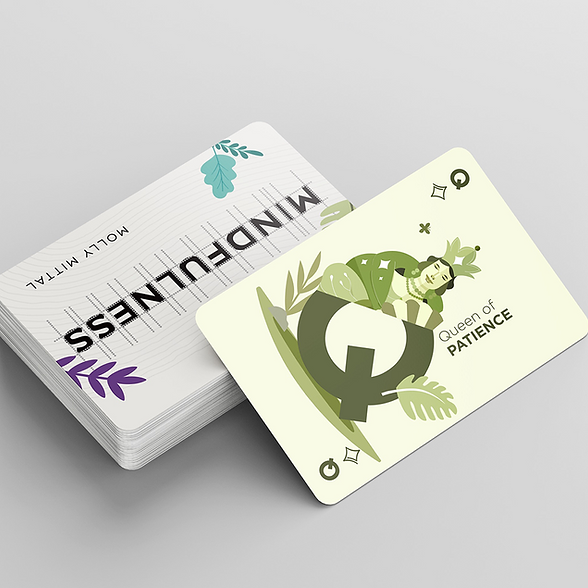 MINDFULNESS
MOLLY MITTAL
Q
Q
Queen of
PATIENCE
Q